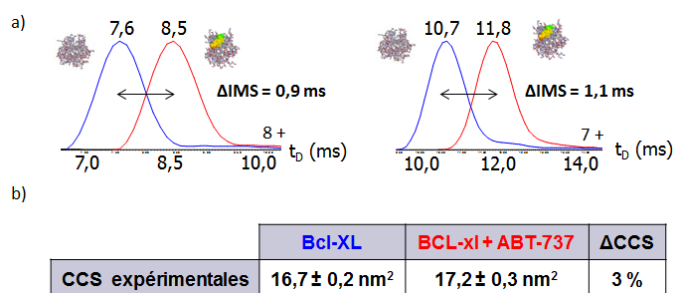 a)
7,6 8,5
ΔIMS = 0,9 ms
8 +
7,0 8,5 10,0 t_D (ms)
10,7 11,8
ΔIMS = 1,1 ms
7 +
10,0 12,0 14,0 t_D (ms)
b)
Bcl-XL BCL-xl + ABT-737 ΔCCS
CCS expérimentales 16,7 ± 0,2 nm² 17,2 ± 0,3 nm² 3 %